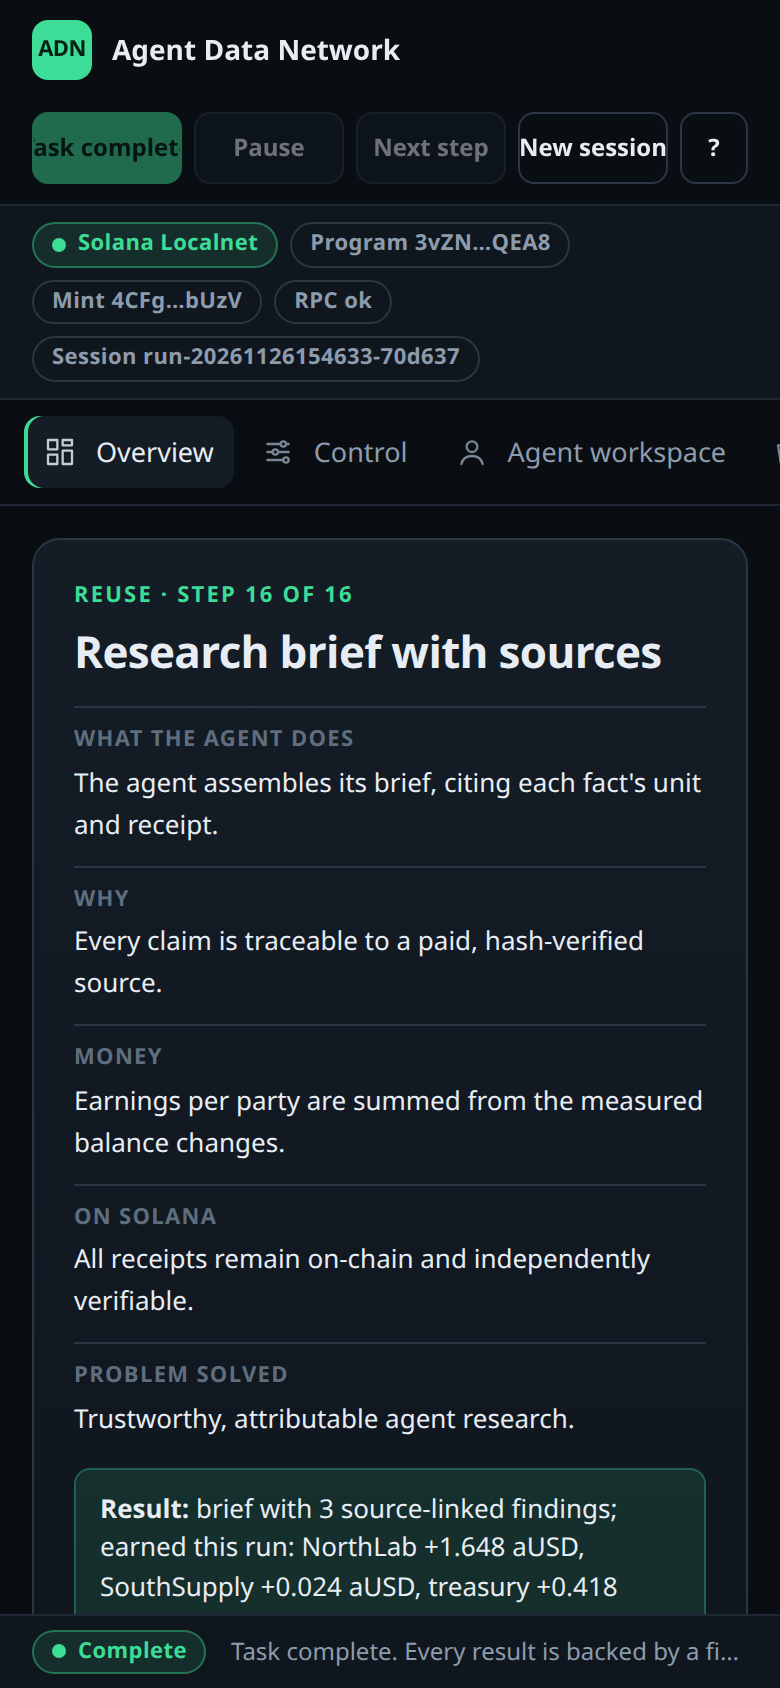 ADN
Agent Data Network
ask complet
Pause
Next step
New session
?
Solana Localnet
Program 3vZN…QEA8
Mint 4CFg…bUzV
RPC ok
Session run-20261126154633-70d637
Overview
Control
Agent workspace
REUSE · STEP 16 OF 16
Research brief with sources
WHAT THE AGENT DOES
The agent assembles its brief, citing each fact's unit
and receipt.
WHY
Every claim is traceable to a paid, hash-verified
source.
MONEY
Earnings per party are summed from the measured
balance changes.
ON SOLANA
All receipts remain on-chain and independently
verifiable.
PROBLEM SOLVED
Trustworthy, attributable agent research.
Result: brief with 3 source-linked findings;
earned this run: NorthLab +1.648 aUSD,
SouthSupply +0.024 aUSD, treasury +0.418
Complete
Task complete. Every result is backed by a fi…